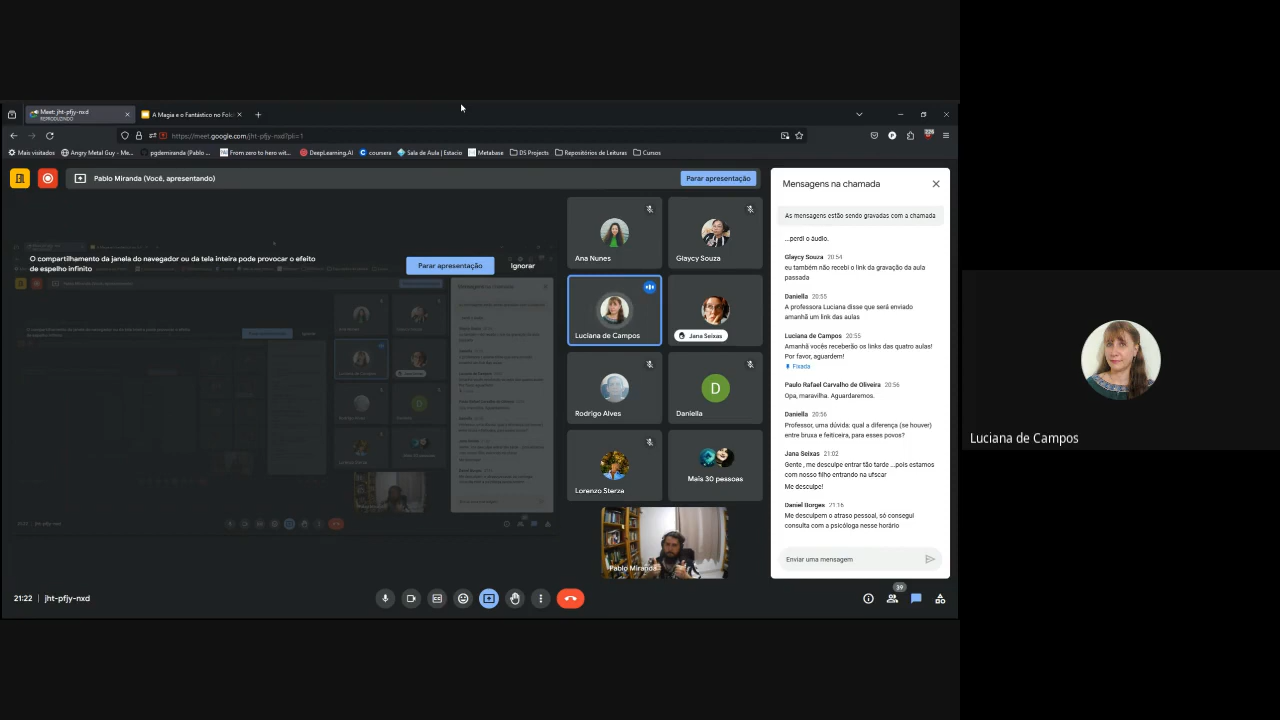 Meet: jht-pfjy-nxd
REPRODUZINDO
A Magia e o Fantástico no Fol
https://meet.google.com/jht-pfjy-nxd?pli=1
Mais visitados
Angry Metal Guy - Me...
pgdemiranda (Pablo ...
From zero to hero wit...
DeepLearning.AI
coursera
Sala de Aula | Estacio
Metabase
DS Projects
Repositórios de Leituras
Cursos
Pablo Miranda (Você, apresentando)
Parar apresentação
O compartilhamento da janela do navegador ou da tela inteira pode provocar o efeito
de espelho infinito
Parar apresentação
Ignorar
Ana Nunes
Glaycy Souza
Luciana de Campos
Jana Seixas
Rodrigo Alves
D
Daniella
Lorenzo Sterza
Mais 30 pessoas
Pablo Miranda
Mensagens na chamada
As mensagens estão sendo gravadas com a chamada
...perdi o áudio.
Glaycy Souza 20:54
eu também não recebi o link da gravação da aula
passada
Daniella 20:55
A professora Luciana disse que será enviado
amanhã um link das aulas
Luciana de Campos 20:55
Amanhã vocês receberão os links das quatro aulas!
Por favor, aguardem!
Fixada
Paulo Rafael Carvalho de Oliveira 20:56
Opa, maravilha. Aguardaremos.
Daniella 20:56
Professor, uma dúvida: qual a diferença (se houver)
entre bruxa e feiticeira, para esses povos?
Jana Seixas 21:02
Gente , me desculpe entrar tão tarde ...pois estamos
com nosso filho entrando na ufscar
Me desculpe!
Daniel Borges 21:16
Me desculpem o atraso pessoal, só consegui
consulta com a psicóloga nesse horário
Enviar uma mensagem
21:22 | jht-pfjy-nxd
39
Luciana de Campos